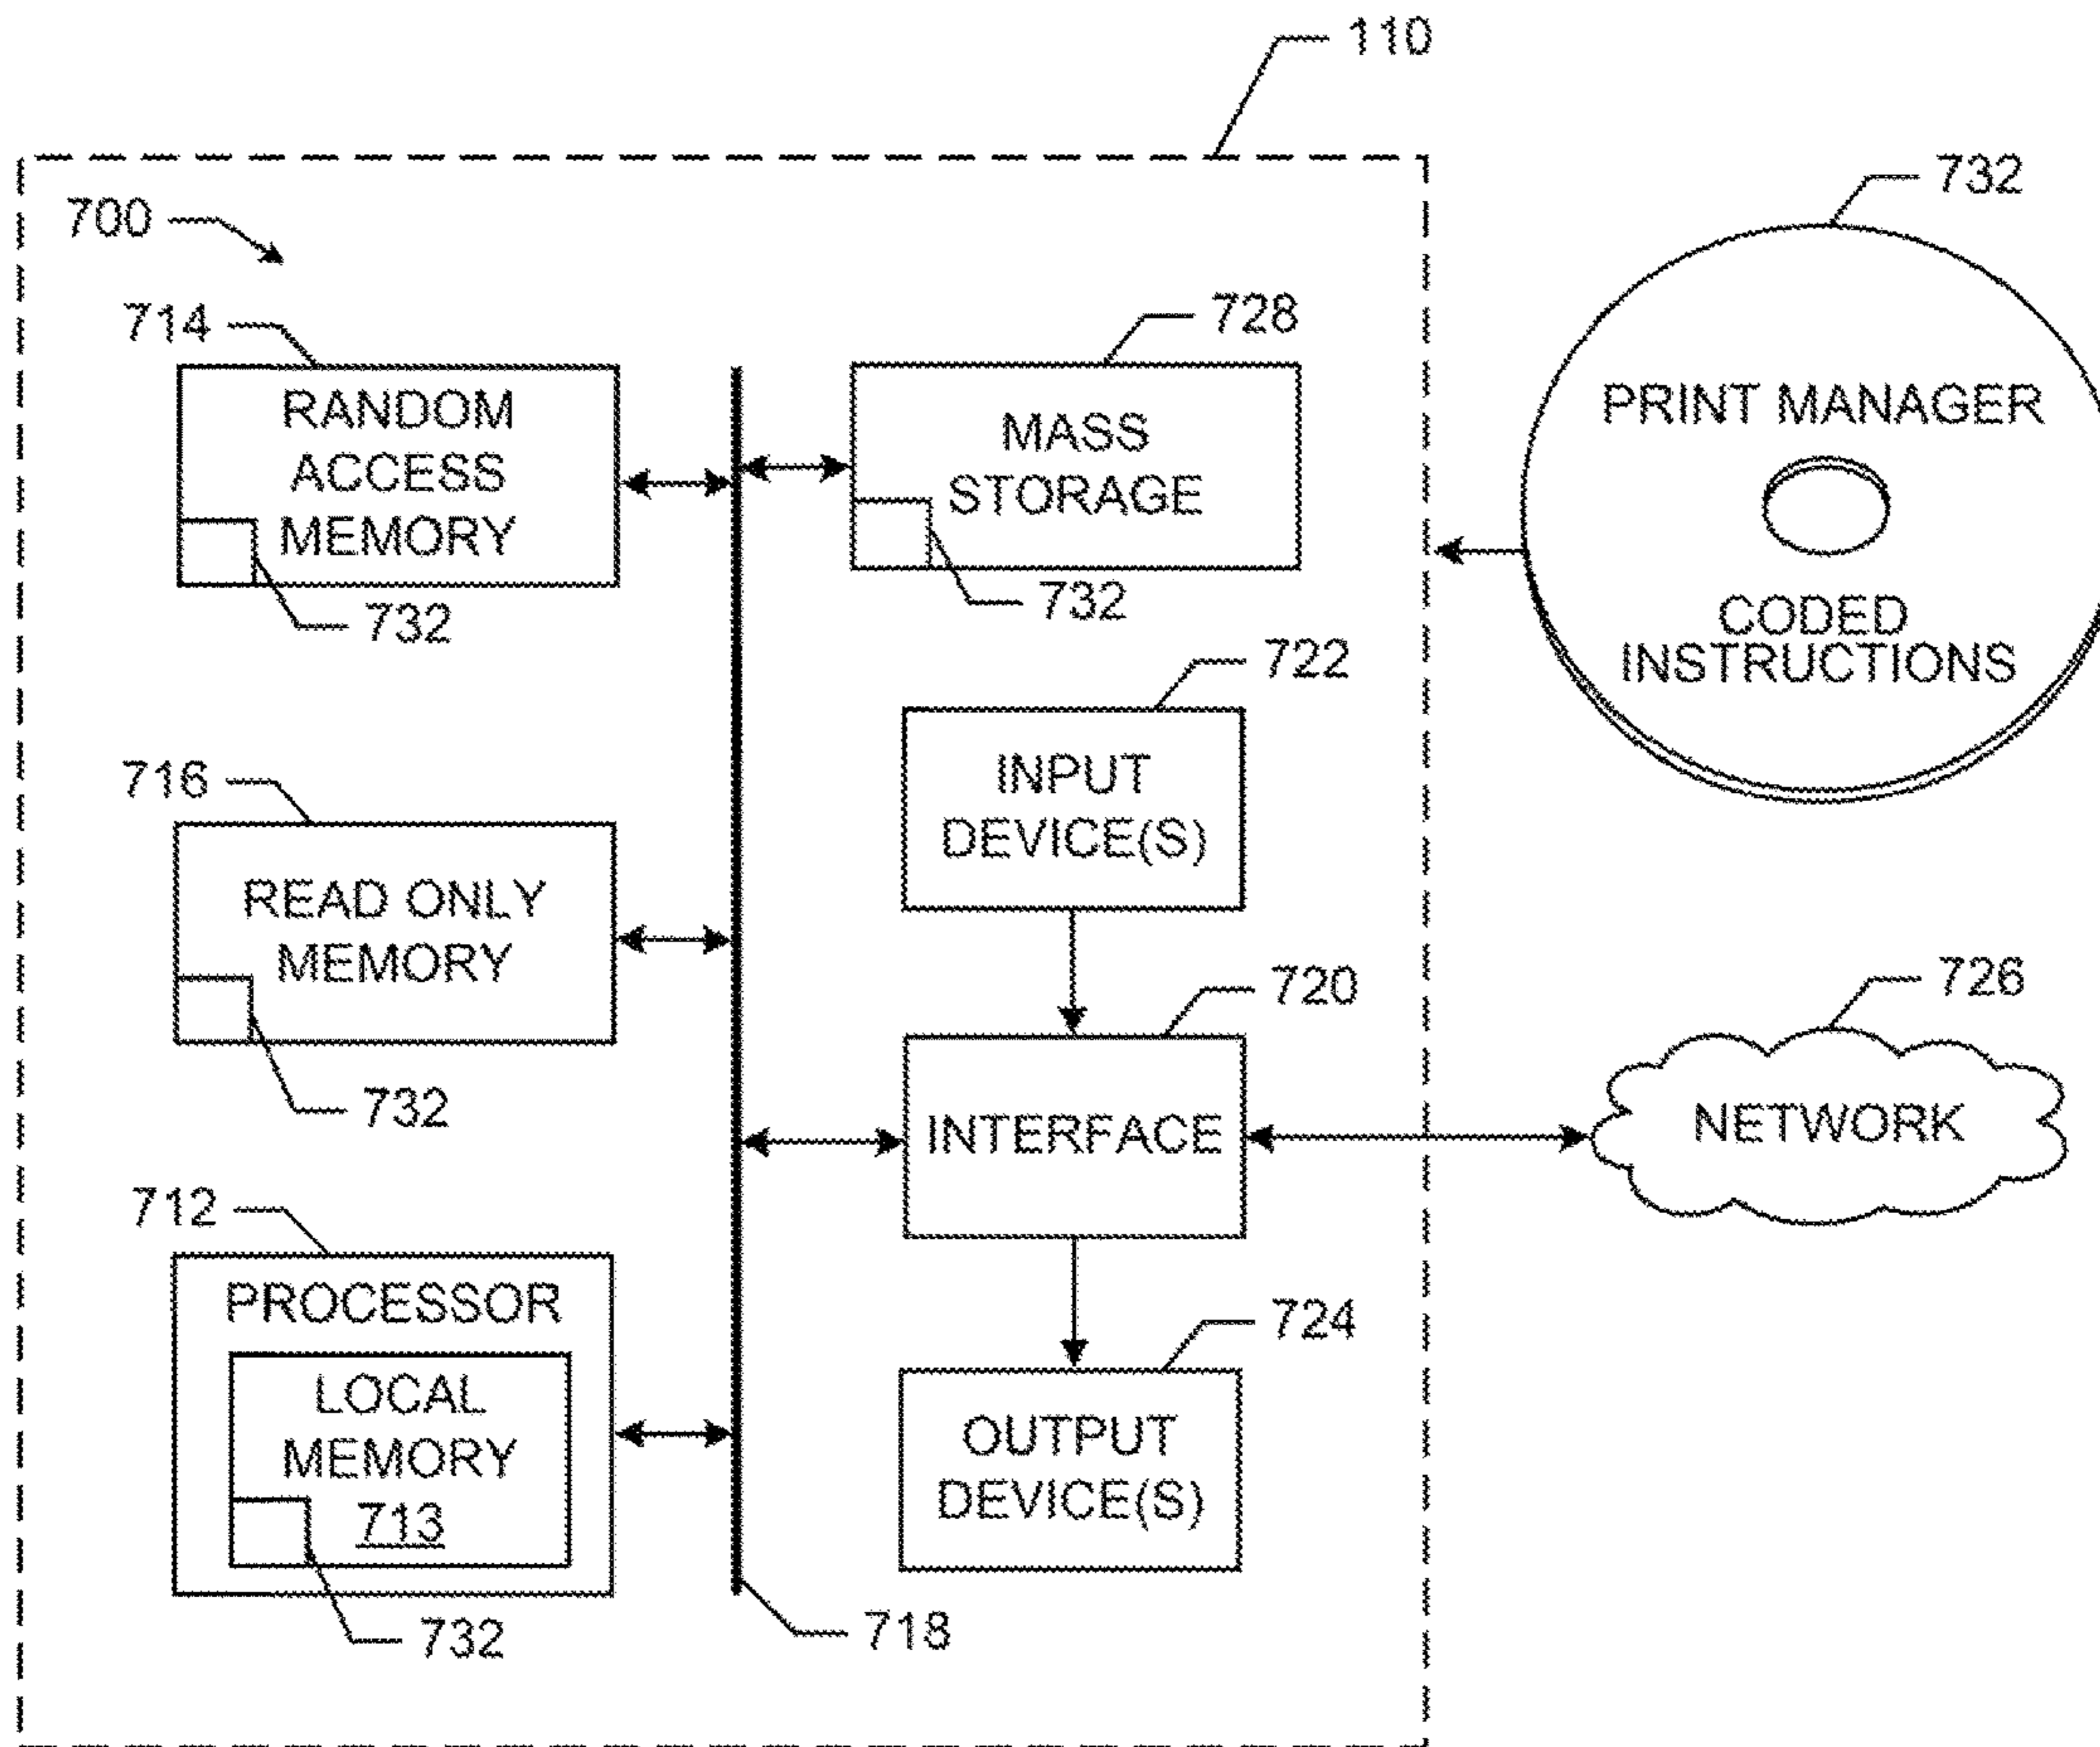 110
732
700
714
728
RANDOM
ACCESS
MEMORY
MASS
STORAGE
PRINT MANAGER
CODED
INSTRUCTIONS
732
732
722
INPUT
DEVICE(S)
716
READ ONLY
MEMORY
732
720
726
INTERFACE
NETWORK
712
PROCESSOR
LOCAL
MEMORY
713
732
724
OUTPUT
DEVICE(S)
718